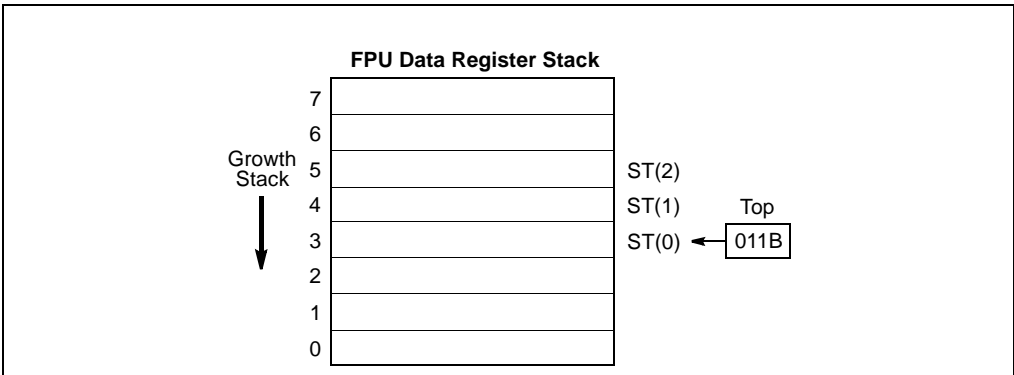 FPU Data Register Stack
7
6
Growth
Stack
5
ST(2)
4
ST(1)
Top
3
ST(0)
011B
2
1
0